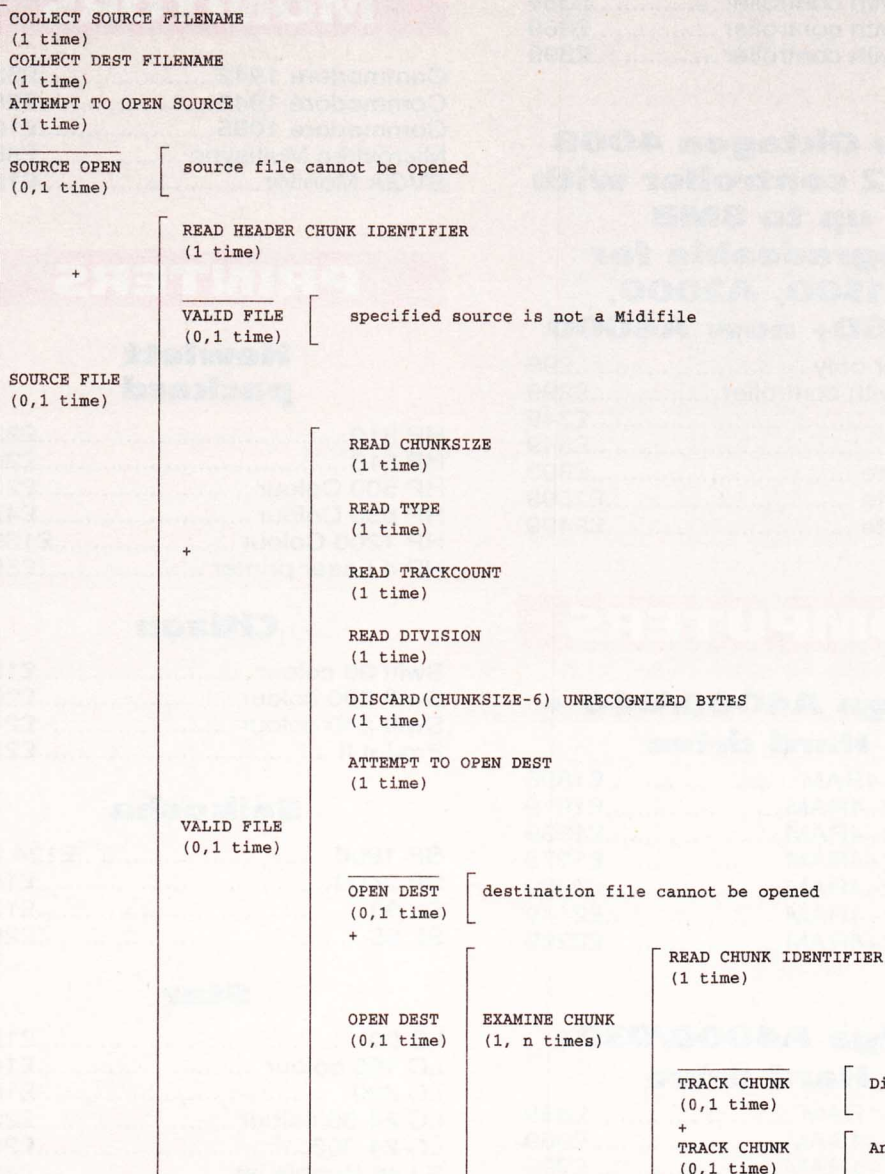 COLLECT SOURCE FILENAME
(1 time)
COLLECT DEST FILENAME
(1 time)
ATTEMPT TO OPEN SOURCE
(1 time)
SOURCE OPEN
(0,1 time)
source file cannot be opened
+
READ HEADER CHUNK IDENTIFIER
(1 time)
VALID FILE
(0,1 time)
specified source is not a Midifile
SOURCE FILE
(0,1 time)
READ CHUNKSIZE
(1 time)
READ TYPE
(1 time)
+
READ TRACKCOUNT
(1 time)
READ DIVISION
(1 time)
DISCARD(CHUNKSIZE-6) UNRECOGNIZED BYTES
(1 time)
ATTEMPT TO OPEN DEST
(1 time)
VALID FILE
(0,1 time)
OPEN DEST
(0,1 time)
destination file cannot be opened
+
READ CHUNK IDENTIFIER
(1 time)
OPEN DEST
(0,1 time)
EXAMINE CHUNK
(1, n times)
TRACK CHUNK
(0,1 time)
Di
+
TRACK CHUNK
(0,1 time)